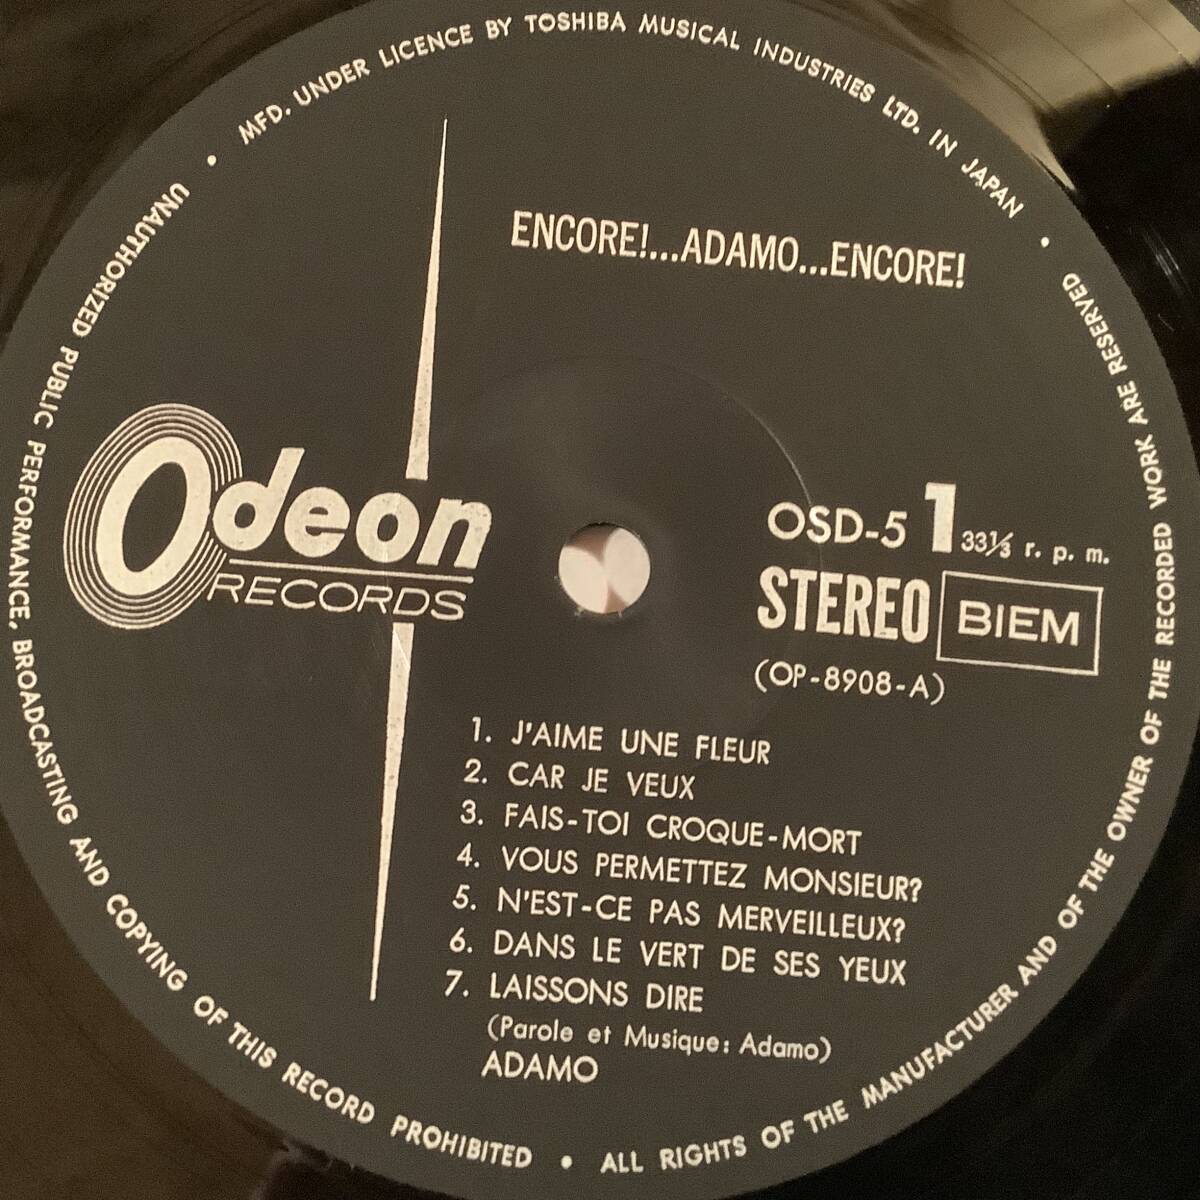 MFD. UNDER LICENCE BY TOSHIBA MUSICAL INDUSTRIES LTD. IN JAPAN •
ENCORE!...ADAMO...ENCORE!
Odeon
RECORDS
OSD-5 1 33⅓ r. p. m.
STEREO BIEM
(OP-8908-A)
1. J'AIME UNE FLEUR
2. CAR JE VEUX
3. FAIS-TOI CROQUE-MORT
4. VOUS PERMETTEZ MONSIEUR?
5. N'EST-CE PAS MERVEILLEUX?
6. DANS LE VERT DE SES YEUX
7. LAISSONS DIRE
(Parole et Musique: Adamo)
ADAMO
ALL RIGHTS OF THE MANUFACTURER AND OF THE OWNER OF THE RECORDED WORK ARE RESERVED
UNAUTHORIZED PUBLIC PERFORMANCE, BROADCASTING AND COPYING OF THIS RECORD PROHIBITED •